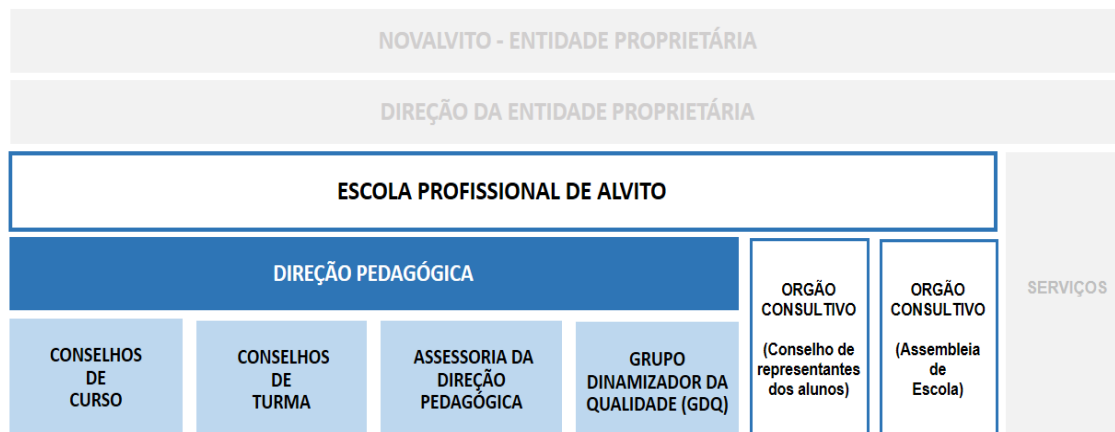 NOVALVITO - ENTIDADE PROPRIETÁRIA
DIREÇÃO DA ENTIDADE PROPRIETÁRIA
ESCOLA PROFISSIONAL DE ALVITO
DIREÇÃO PEDAGÓGICA
CONSELHOS
DE
CURSO
CONSELHOS
DE
TURMA
ASSESSORIA DA
DIREÇÃO
PEDAGÓGICA
GRUPO
DINAMIZADOR DA
QUALIDADE (GDQ)
ORGÃO
CONSULTIVO
(Conselho de
representantes
dos alunos)
ORGÃO
CONSULTIVO
(Assembleia
de
Escola)
SERVIÇOS